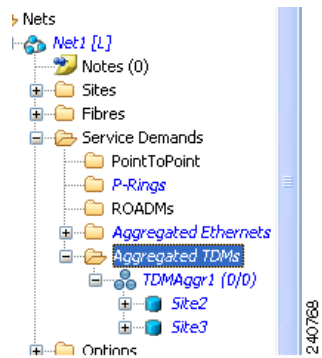 Nets
Net1 [L]
Notes (0)
Sites
Fibres
Service Demands
PointToPoint
P-Rings
ROADMs
Aggregated Ethernets
Aggregated TDMs
TDMAggr1 (0/0)
Site2
Site3
Options
240768